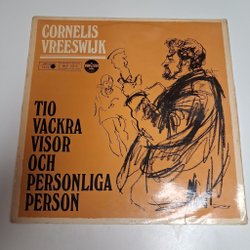 CORNELIS
VREESWIJK
TIO
VACKRA
VISOR
OCH
PERSONLIGA
PERSON